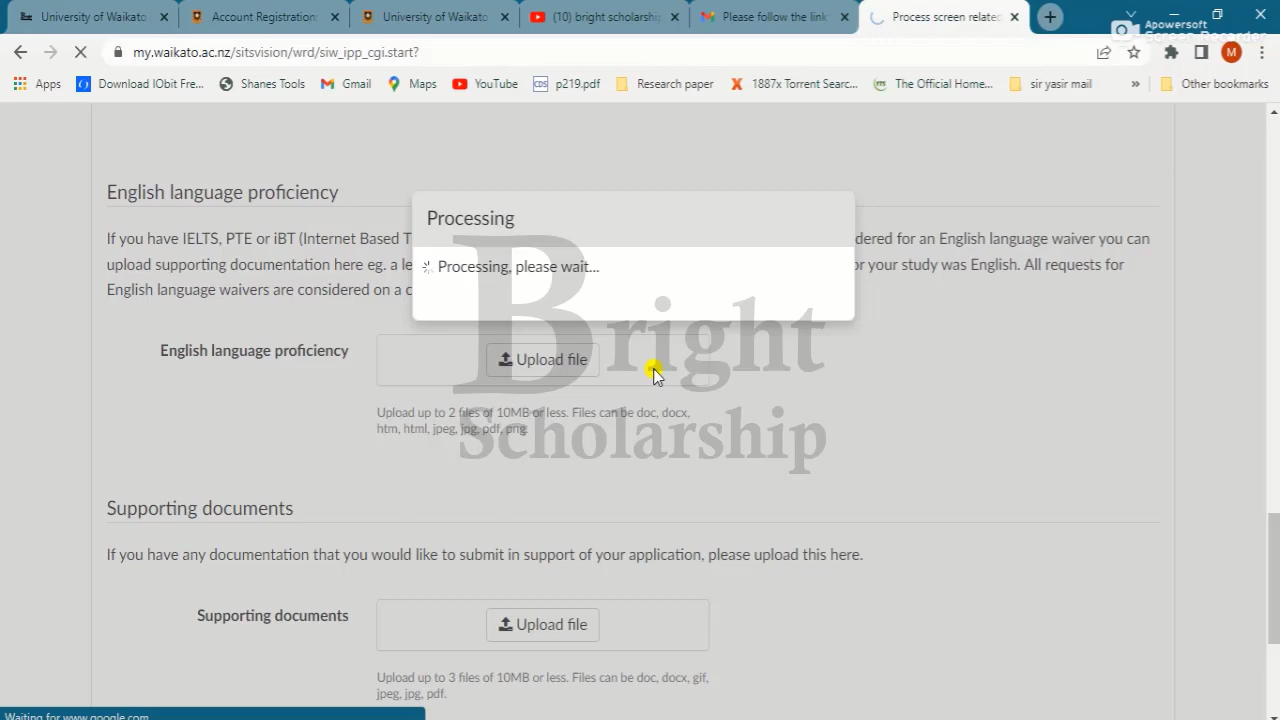 University of Waikato
Account Registration
University of Waikato
(10) bright scholarship
Please follow the link
Process screen relate
Apowersoft
Screen Recorder
my.waikato.ac.nz/sitsvision/wrd/siw_ipp_cgi.start?
M
Apps
Download IObit Fre...
Shanes Tools
Gmail
Maps
YouTube
CDS
p219.pdf
Research paper
1887x Torrent Searc...
The Official Home...
sir yasir mail
»
Other bookmarks
English language proficiency
Processing
If you have IELTS, PTE or iBT (Internet Based T
dered for an English language waiver you can
Processing, please wait...
upload supporting documentation here eg. a le
or your study was English. All requests for
English language waivers are considered on a c
English language proficiency
Upload file
Bright
Scholarship
Upload up to 2 files of 10MB or less. Files can be doc, docx,
htm, html, jpeg, jpg, pdf, png.
Supporting documents
If you have any documentation that you would like to submit in support of your application, please upload this here.
Supporting documents
Upload file
Upload up to 3 files of 10MB or less. Files can be doc, docx, gif,
jpeg, jpg, pdf.
Waiting for www.google.com